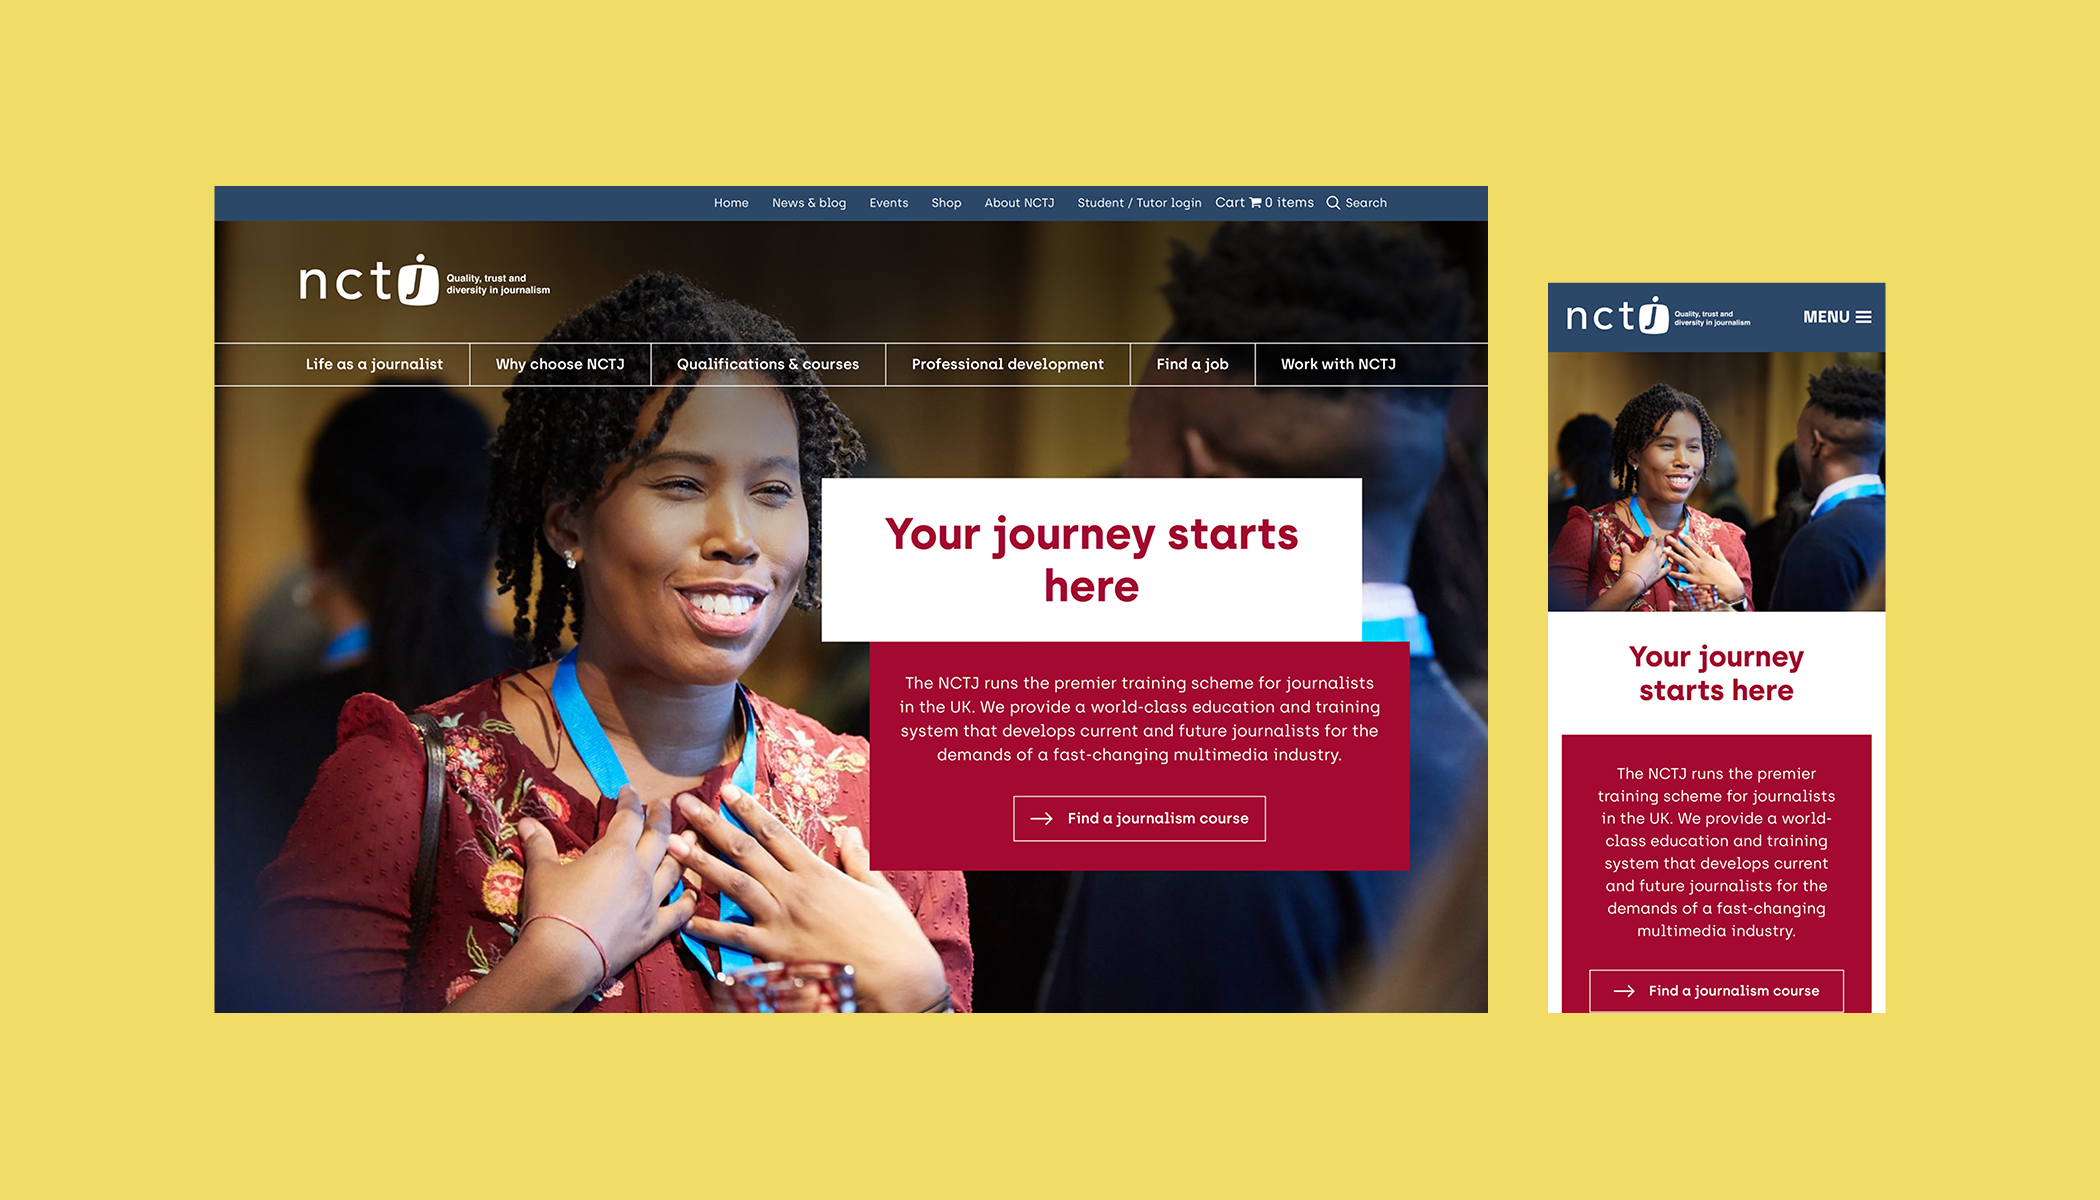 Home News & blog Events Shop About NCTJ Student / Tutor login Cart 0 items Search
nctj Quality, trust and
diversity in journalism
Life as a journalist Why choose NCTJ Qualifications & courses Professional development Find a job Work with NCTJ
Your journey starts
here
The NCTJ runs the premier training scheme for journalists
in the UK. We provide a world-class education and training
system that develops current and future journalists for the
demands of a fast-changing multimedia industry.
Find a journalism course
nctj Quality, trust and
diversity in journalism
MENU
Your journey
starts here
The NCTJ runs the premier
training scheme for journalists
in the UK. We provide a world-
class education and training
system that develops current
and future journalists for the
demands of a fast-changing
multimedia industry.
Find a journalism course